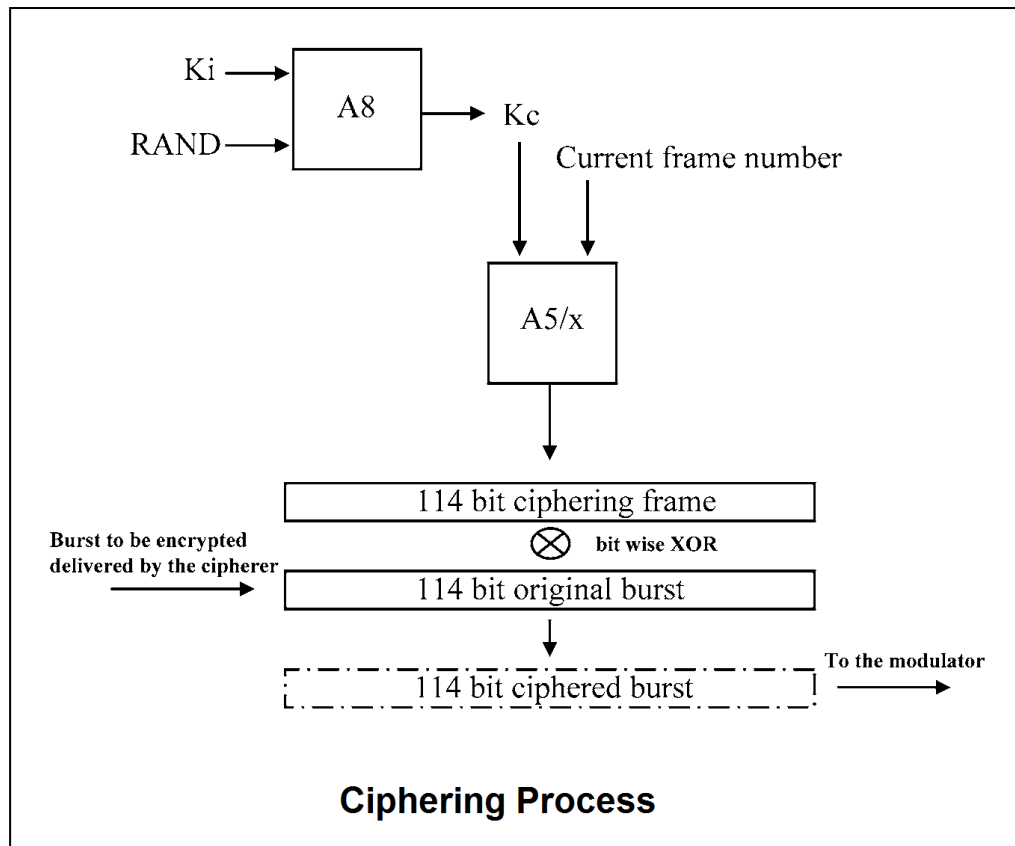 Ki
A8
Kc
RAND
Current frame number
A5/x
114 bit ciphering frame
bit wise XOR
Burst to be encrypted
delivered by the cipherer
114 bit original burst
To the modulator
114 bit ciphered burst
Ciphering Process